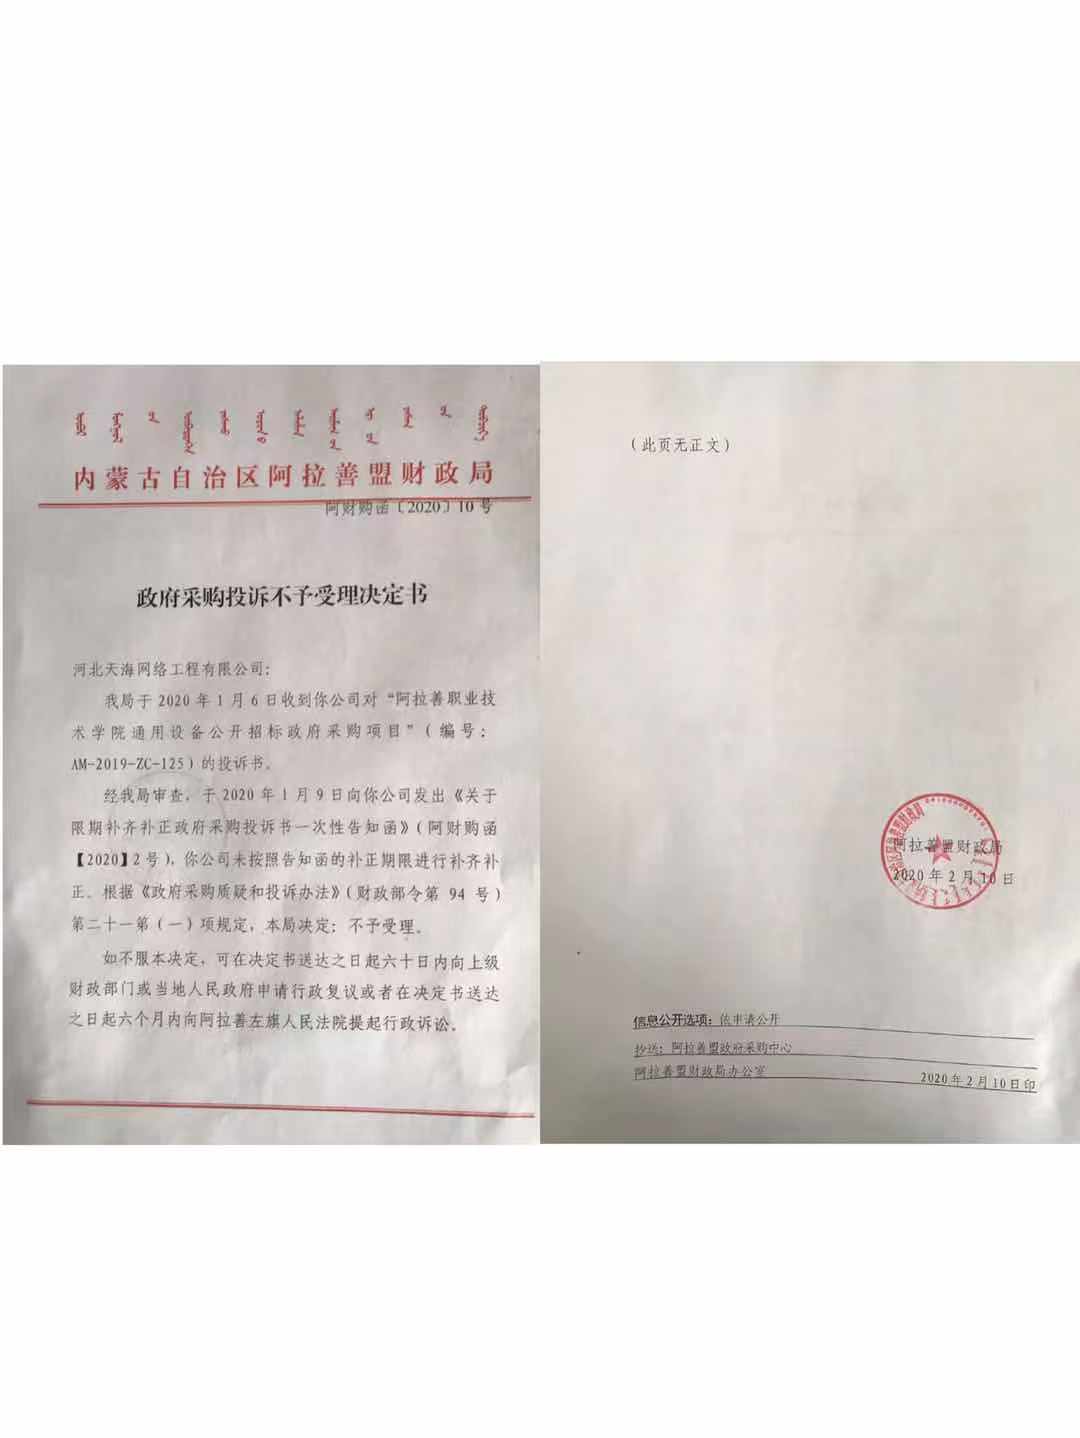 内蒙古自治区阿拉善盟财政局
阿财购函〔2020〕10号
政府采购投诉不予受理决定书
河北天海网络工程有限公司：
我局于2020年1月6日收到你公司对“阿拉善职业技
术学院通用设备公开招标政府采购项目”（编号：
AM-2019-ZC-125）的投诉书。
经我局审查，于2020年1月9日向你公司发出《关于
限期补齐补正政府采购投诉书一次性告知函》（阿财购函
【2020】2号），你公司未按照告知函的补正期限进行补齐补
正。根据《政府采购质疑和投诉办法》（财政部令第94号）
第二十一第（一）项规定，本局决定：不予受理。
如不服本决定，可在决定书送达之日起六十日内向上级
财政部门或当地人民政府申请行政复议或者在决定书送达
之日起六个月内向阿拉善左旗人民法院提起行政诉讼。
（此页无正文）
阿拉善盟财政局
2020年2月10日
信息公开选项：依申请公开
抄送：阿拉善盟政府采购中心
阿拉善盟财政局办公室 2020年2月10日印